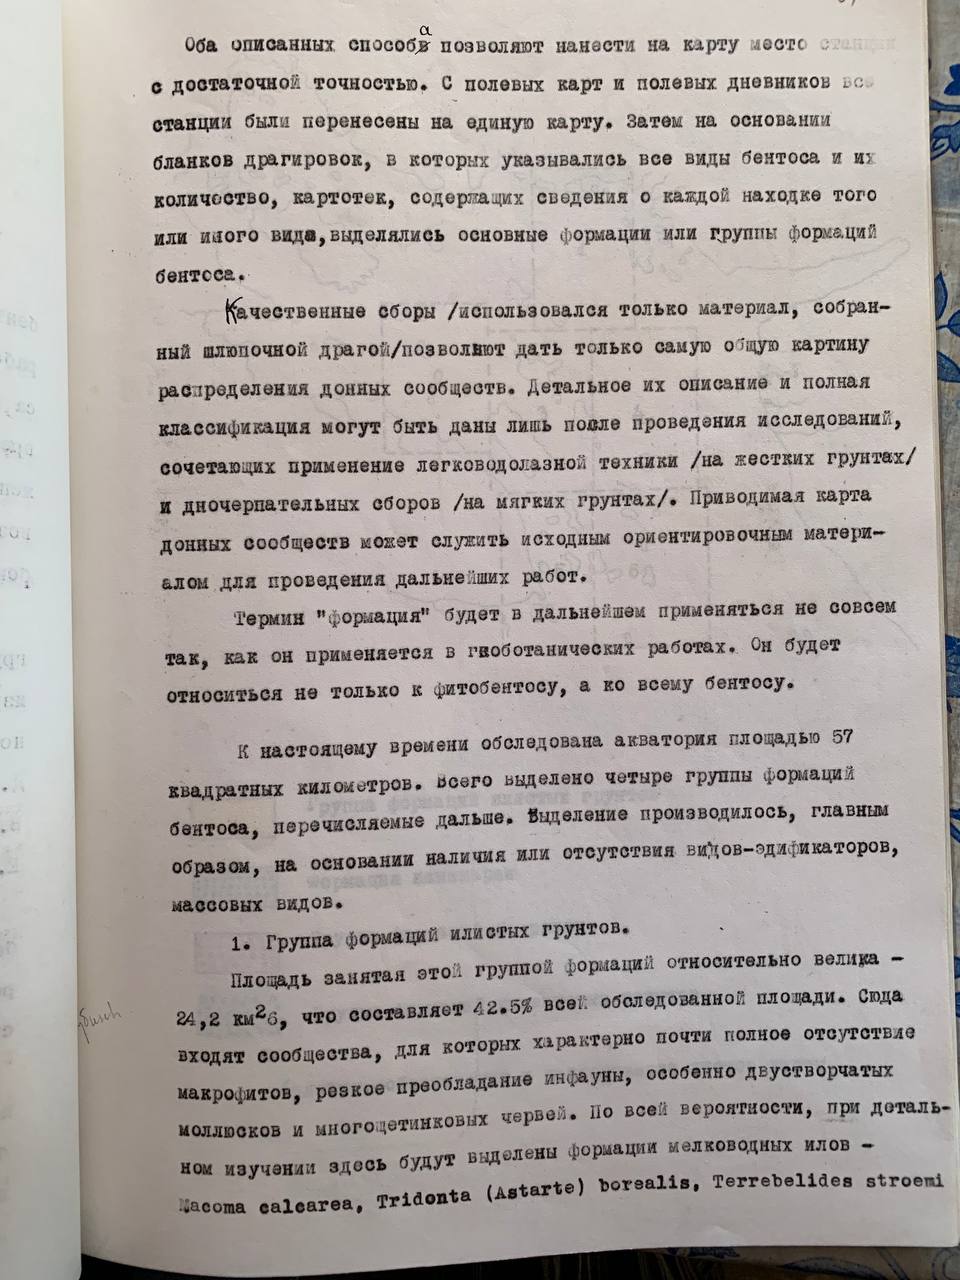 Оба описанных способа позволяют нанести на карту место станции
с достаточной точностью. С полевых карт и полевых дневников все
станции были перенесены на единую карту. Затем на основании
бланков драгировок, в которых указывались все виды бентоса и их
количество, картотек, содержащих сведения о каждой находке того
или иного вида, выделялись основные формации или группы формаций
бентоса.
Качественные сборы /использовался только материал, собран-
ный шлюпочной драгой/позволяют дать только самую общую картину
распределения донных сообществ. Детальное их описание и полная
классификация могут быть даны лишь после проведения исследований,
сочетающих применение легководолазной техники /на жестких грунтах/
и дночерпательных сборов /на мягких грунтах/. Приводимая карта
донных сообществ может служить исходным ориентировочным матери-
алом для проведения дальнейших работ.
Термин "формация" будет в дальнейшем применяться не совсем
так, как он применяется в геоботанических работах. Он будет
относиться не только к фитобентосу, а ко всему бентосу.
К настоящему времени обследована акватория площадью 57
квадратных километров. Всего выделено четыре группы формаций
бентоса, перечисляемые дальше. Выделение производилось, главным
образом, на основании наличия или отсутствия видов-эдификаторов,
массовых видов.
1. Группа формаций илистых грунтов.
Площадь занятая этой группой формаций относительно велика –
24,2 км²6, что составляет 42.5% всей обследованной площади. Сюда
входят сообщества, для которых характерно почти полное отсутствие
макрофитов, резкое преобладание инфауны, особенно двустворчатых
моллюсков и многощетинковых червей. По всей вероятности, при деталь-
ном изучении здесь будут выделены формации мелководных илов –
Macoma calcarea, Tridonta (Astarte) borealis, Terrebelides stroemi